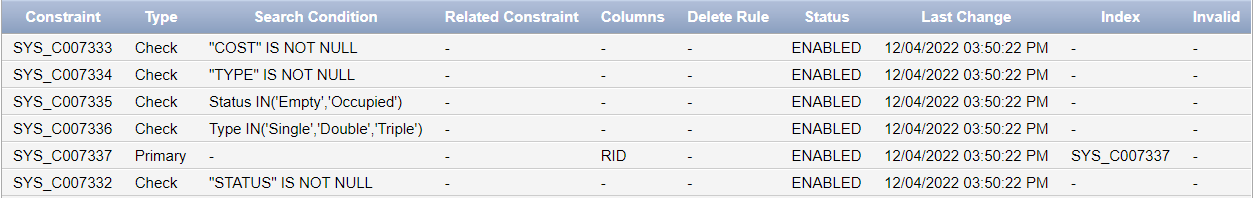 Constraint Type Search Condition Related Constraint Columns Delete Rule Status Last Change Index Invalid
SYS_C007333 Check "COST" IS NOT NULL - - - ENABLED 12/04/2022 03:50:22 PM - -
SYS_C007334 Check "TYPE" IS NOT NULL - - - ENABLED 12/04/2022 03:50:22 PM - -
SYS_C007335 Check Status IN('Empty','Occupied') - - - ENABLED 12/04/2022 03:50:22 PM - -
SYS_C007336 Check Type IN('Single','Double','Triple') - - - ENABLED 12/04/2022 03:50:22 PM - -
SYS_C007337 Primary - - RID - ENABLED 12/04/2022 03:50:22 PM SYS_C007337 -
SYS_C007332 Check "STATUS" IS NOT NULL - - - ENABLED 12/04/2022 03:50:22 PM - -